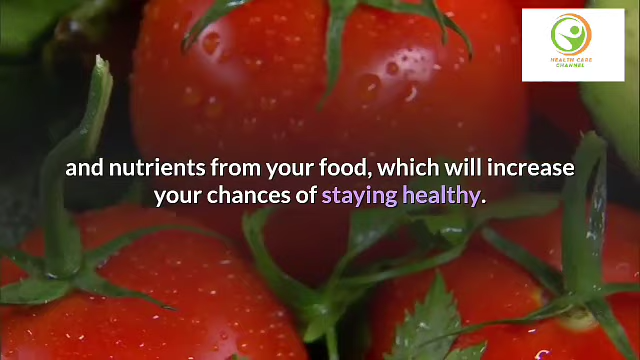 HEALTH CARE
CHANNEL
and nutrients from your food, which will increase
your chances of staying healthy.